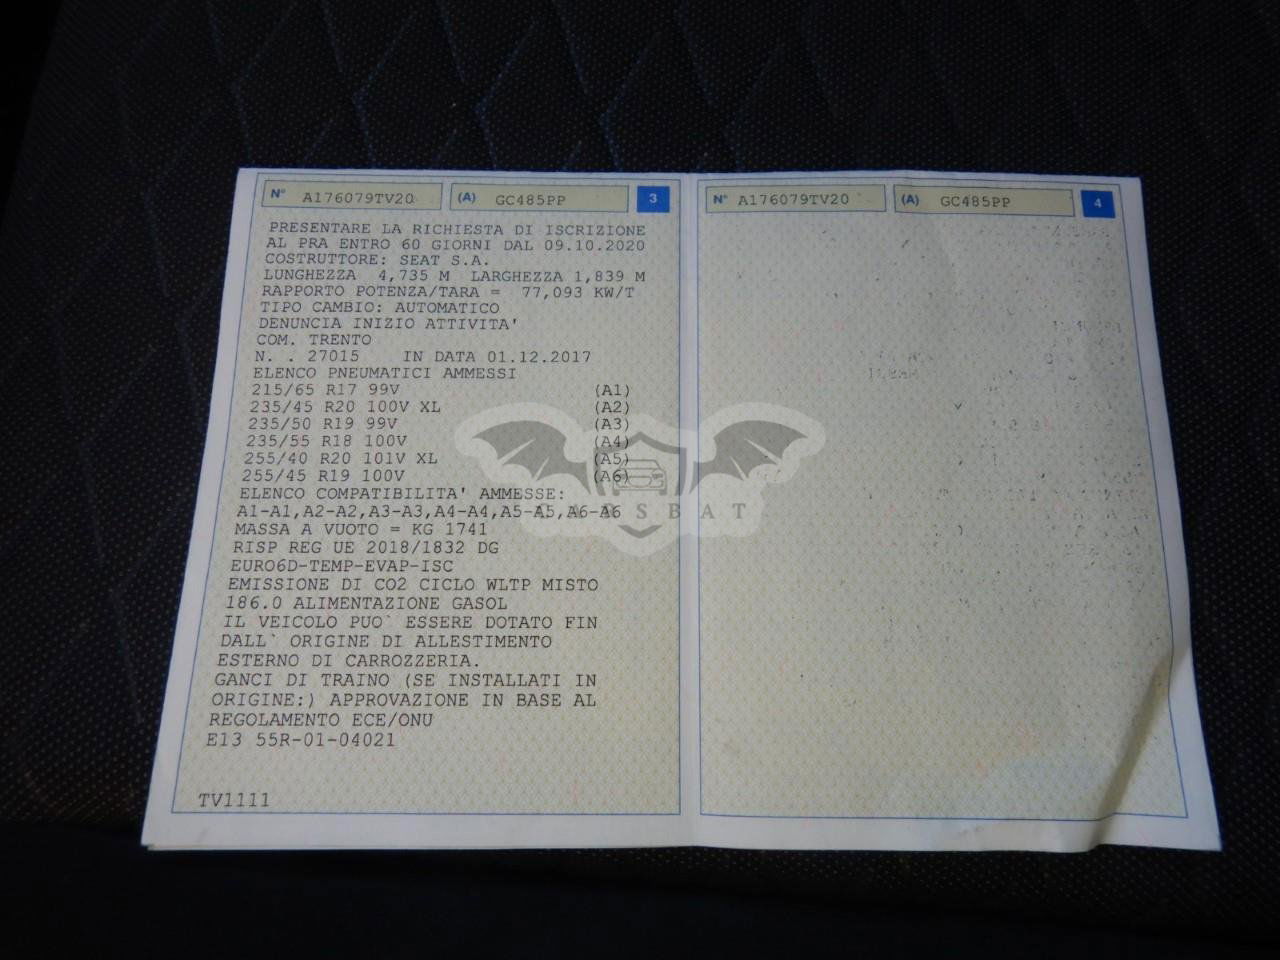 N° A176079TV20 (A) GC485PP 3
PRESENTARE LA RICHIESTA DI ISCRIZIONE
AL PRA ENTRO 60 GIORNI DAL 09.10.2020
COSTRUTTORE: SEAT S.A.
LUNGHEZZA 4,735 M LARGHEZZA 1,839 M
RAPPORTO POTENZA/TARA = 77,093 KW/T
TIPO CAMBIO: AUTOMATICO
DENUNCIA INIZIO ATTIVITA'
COM. TRENTO
N. . 27015 IN DATA 01.12.2017
ELENCO PNEUMATICI AMMESSI
215/65 R17 99V (A1)
235/45 R20 100V XL (A2)
235/50 R19 99V (A3)
235/55 R18 100V (A4)
255/40 R20 101V XL (A5)
255/45 R19 100V (A6)
ELENCO COMPATIBILITA' AMMESSE:
A1-A1,A2-A2,A3-A3,A4-A4,A5-A5,A6-A6
MASSA A VUOTO = KG 1741
RISP REG UE 2018/1832 DG
EURO6D-TEMP-EVAP-ISC
EMISSIONE DI CO2 CICLO WLTP MISTO
186.0 ALIMENTAZIONE GASOL
IL VEICOLO PUO` ESSERE DOTATO FIN
DALL` ORIGINE DI ALLESTIMENTO
ESTERNO DI CARROZZERIA.
GANCI DI TRAINO (SE INSTALLATI IN
ORIGINE:) APPROVAZIONE IN BASE AL
REGOLAMENTO ECE/ONU
E13 55R-01-04021
TV1111
N° A176079TV20 (A) GC485PP 4
CARSBAT